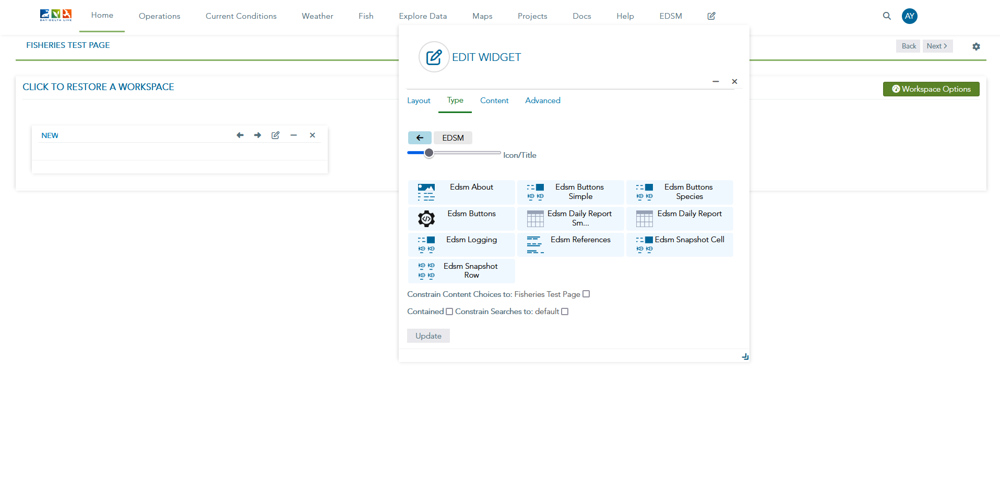 BAY-DELTA LIVE
Home Operations Current Conditions Weather Fish Explore Data Maps Projects Docs Help EDSM AY
FISHERIES TEST PAGE
Back Next
EDIT WIDGET
CLICK TO RESTORE A WORKSPACE
Workspace Options
NEW
Layout Type Content Advanced
EDSM
Icon/Title
Edsm About
Edsm Buttons
Simple
Edsm Buttons
Species
Edsm Buttons
Edsm Daily Report
Sm...
Edsm Daily Report
Edsm Logging
Edsm References
Edsm Snapshot Cell
Edsm Snapshot
Row
Constrain Content Choices to: Fisheries Test Page
Contained Constrain Searches to: default
Update